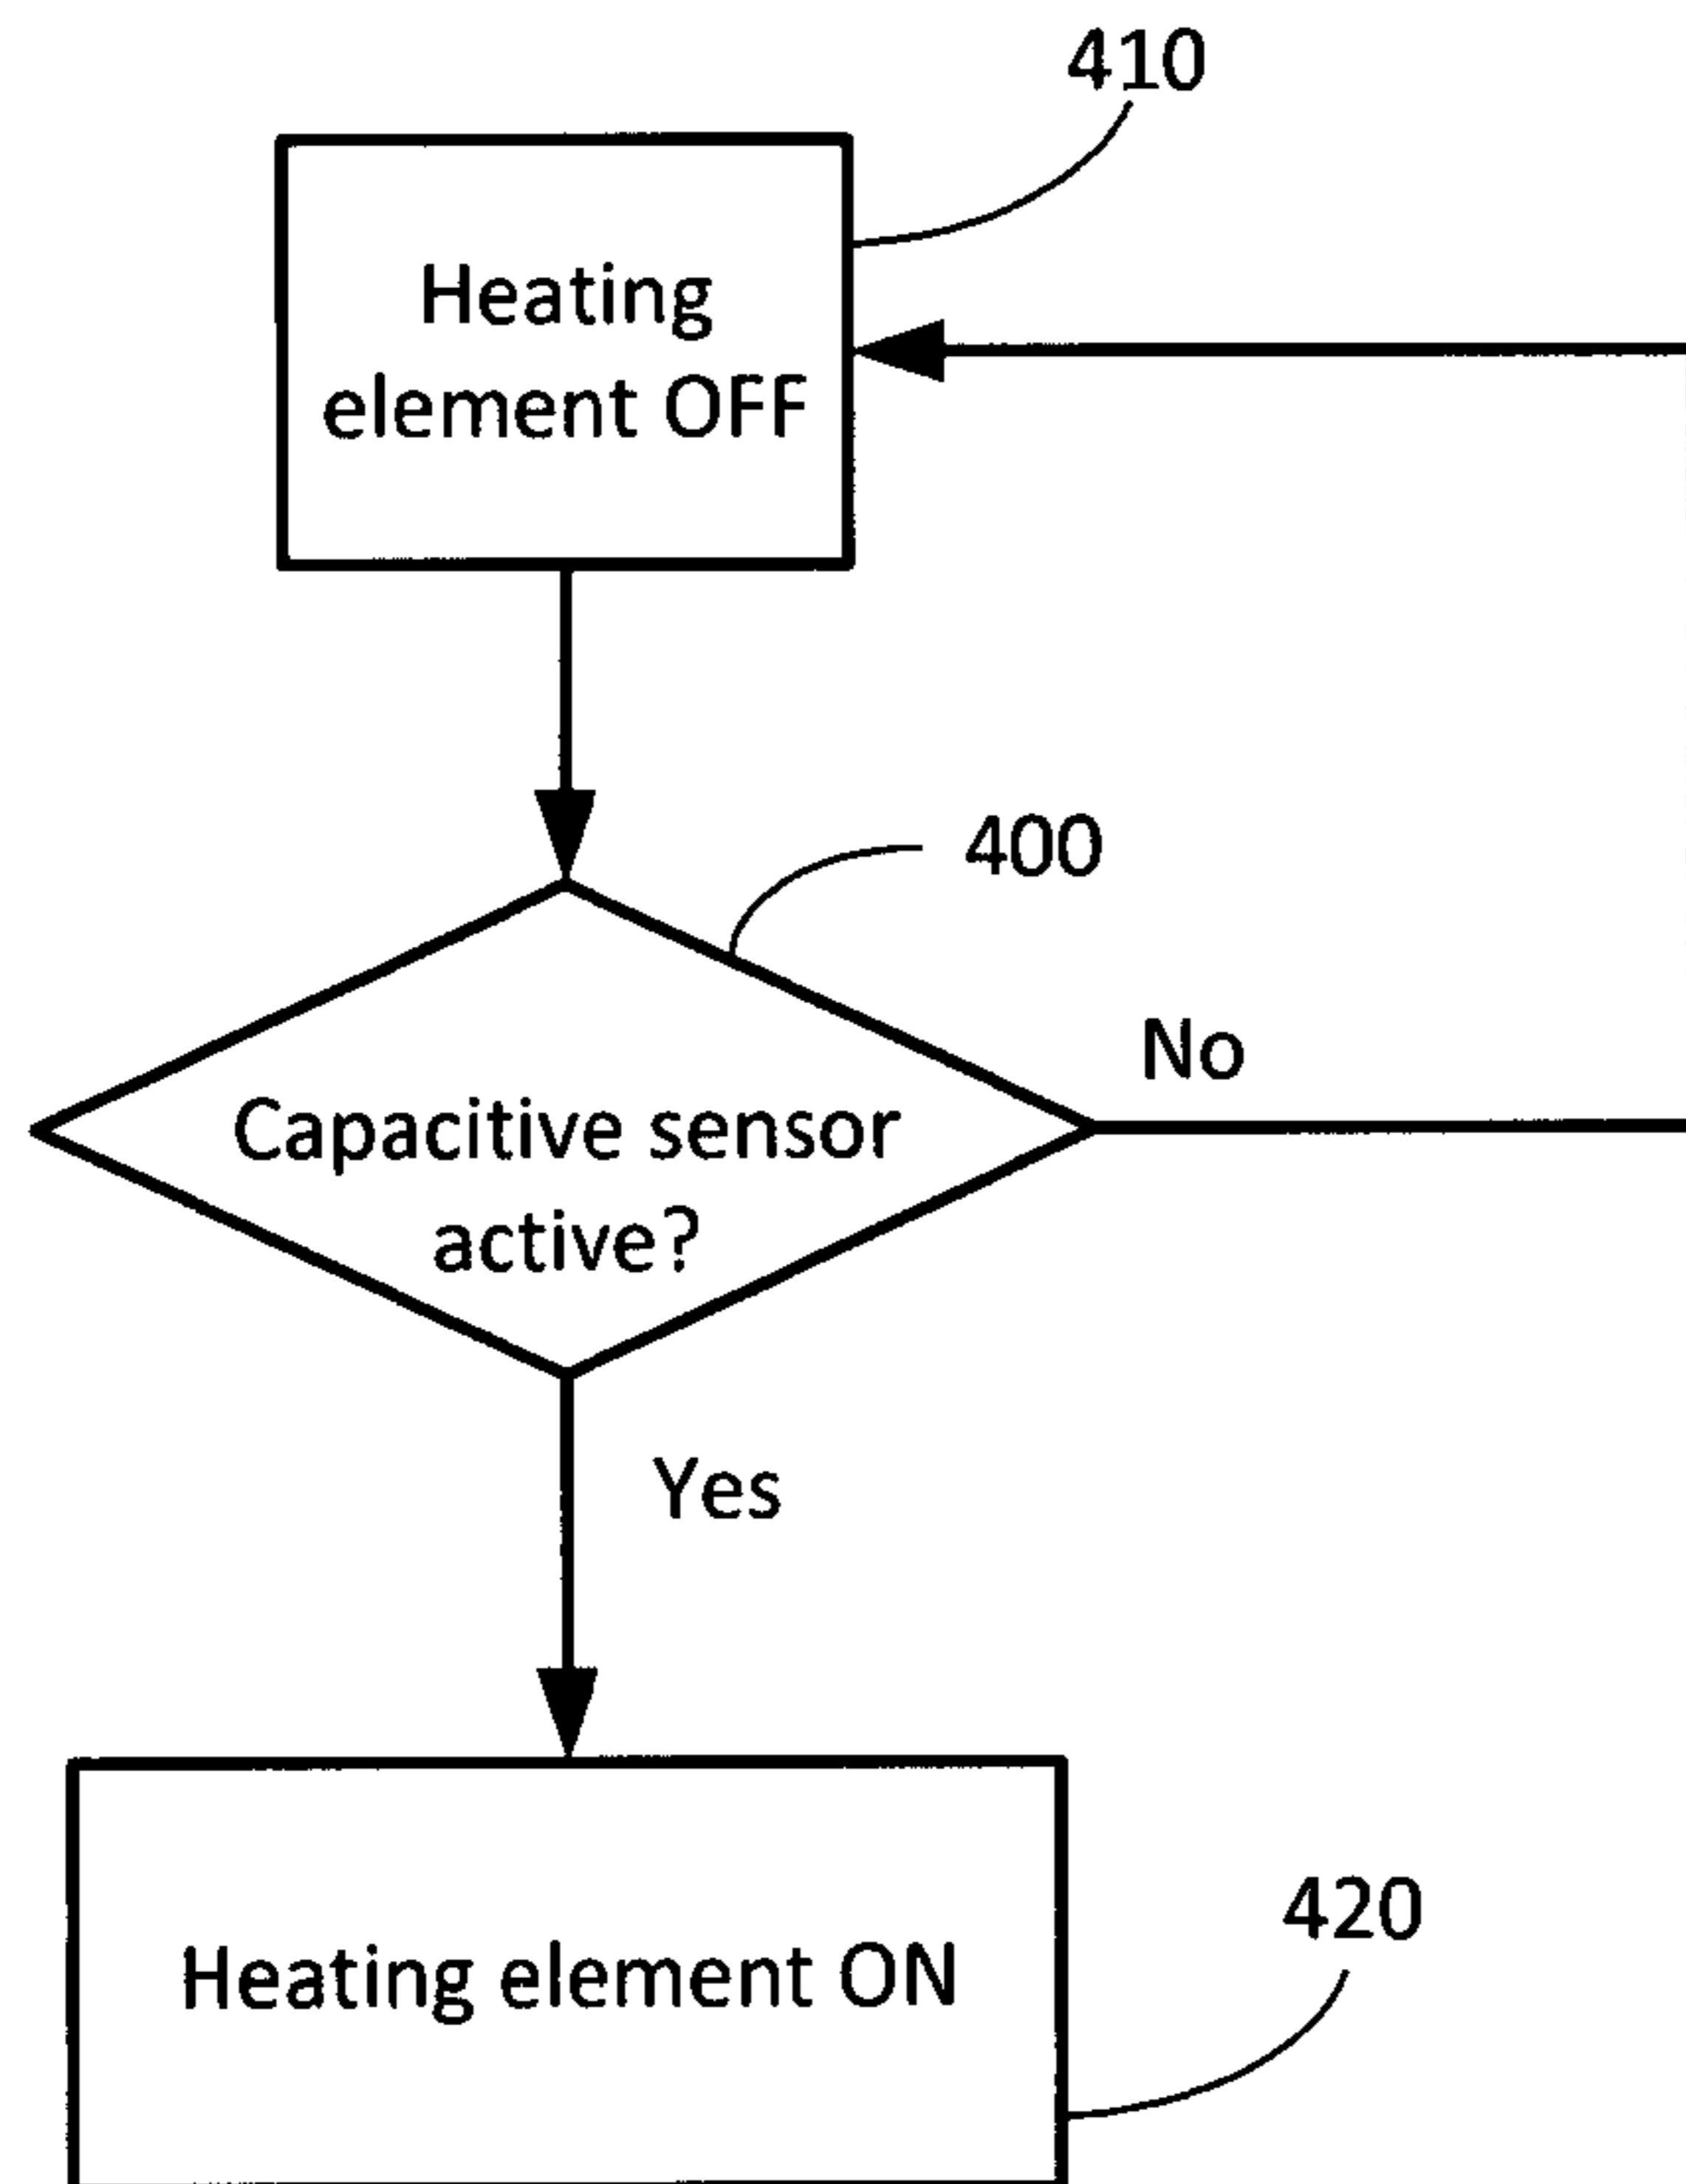 410
Heating
element OFF
400
No
Capacitive sensor
active?
Yes
420
Heating element ON